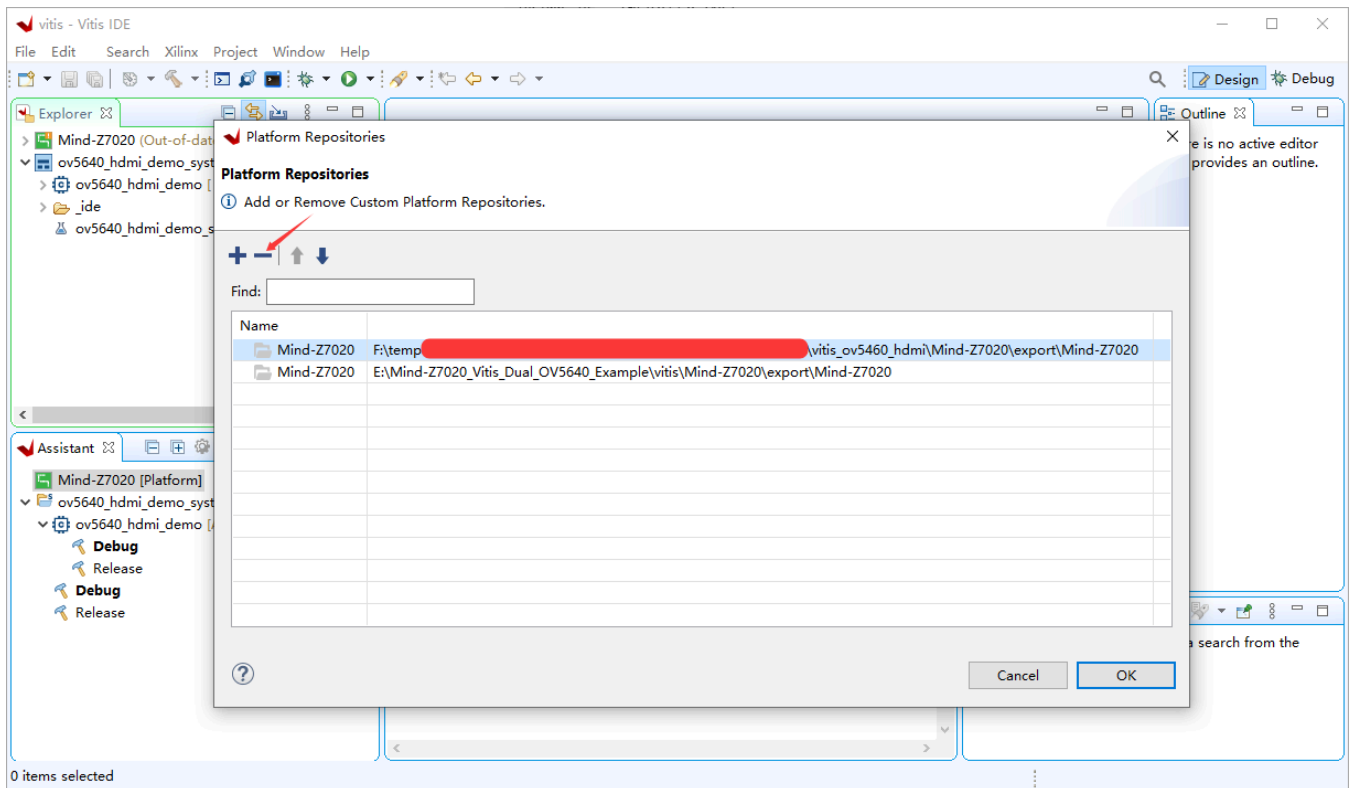 vitis - Vitis IDE
File Edit Search Xilinx Project Window Help
Design Debug
Explorer
Mind-Z7020 (Out-of-dat
ov5640_hdmi_demo_syst
ov5640_hdmi_demo [
_ide
ov5640_hdmi_demo_s
Platform Repositories
Platform Repositories
Add or Remove Custom Platform Repositories.
Find:
Name
Mind-Z7020 F:\temp \vitis_ov5460_hdmi\Mind-Z7020\export\Mind-Z7020
Mind-Z7020 E:\Mind-Z7020_Vitis_Dual_OV5640_Example\vitis\Mind-Z7020\export\Mind-Z7020
Cancel OK
Outline
e is no active editor
provides an outline.
Assistant
Mind-Z7020 [Platform]
ov5640_hdmi_demo_syst
ov5640_hdmi_demo [
Debug
Release
Debug
Release
a search from the
0 items selected